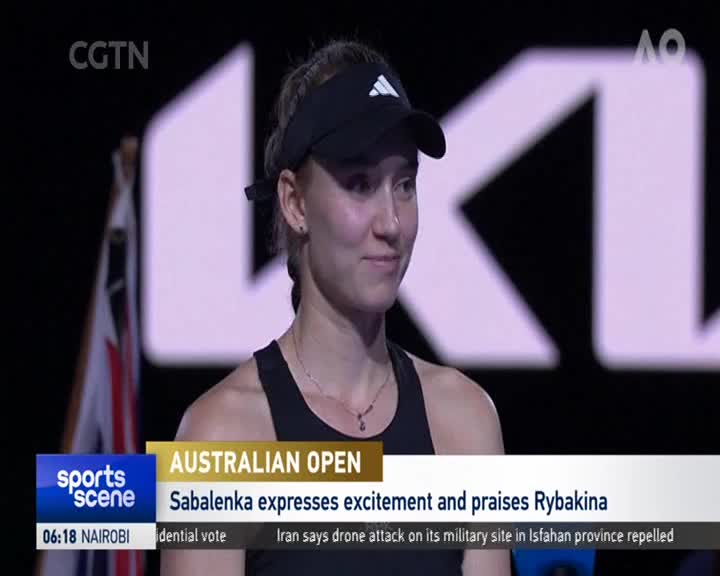 CGTN
AO
AUSTRALIAN OPEN
sports
scene
Sabalenka expresses excitement and praises Rybakina
06:18 NAIROBI
idential vote Iran says drone attack on its military site in Isfahan province repelled